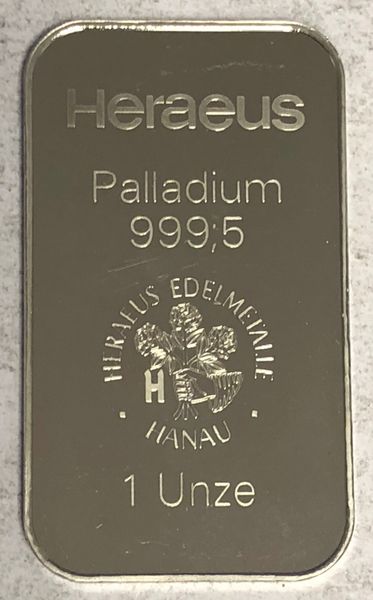 Heraeus
Palladium
999,5
HERAEUS EDELMETALLE
H
· HANAU ·
1 Unze